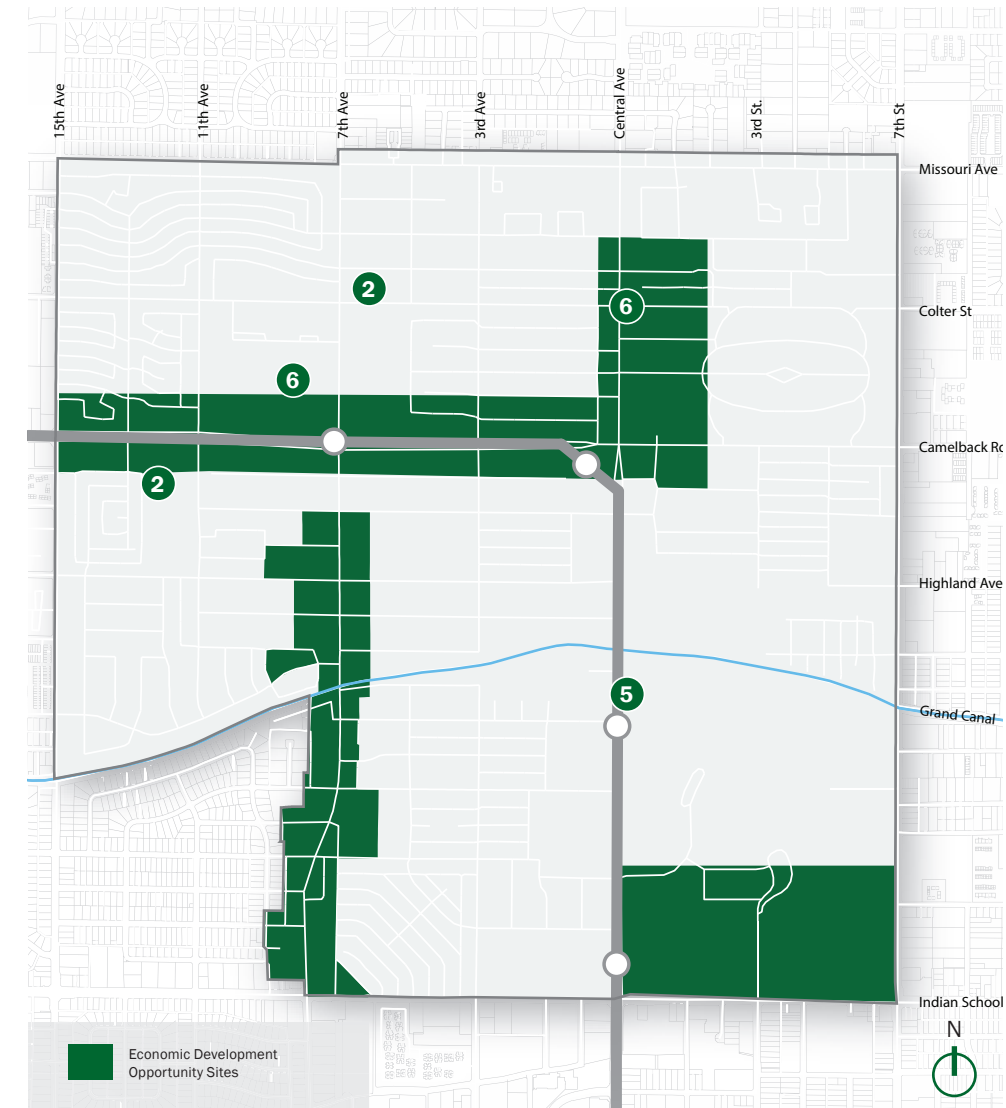 15th Ave
11th Ave
7th Ave
3rd Ave
Central Ave
3rd St.
7th St
Missouri Ave
2
6
Colter St
6
Camelback Rd
2
Highland Ave
5
Grand Canal
Indian School
N
Economic Development
Opportunity Sites